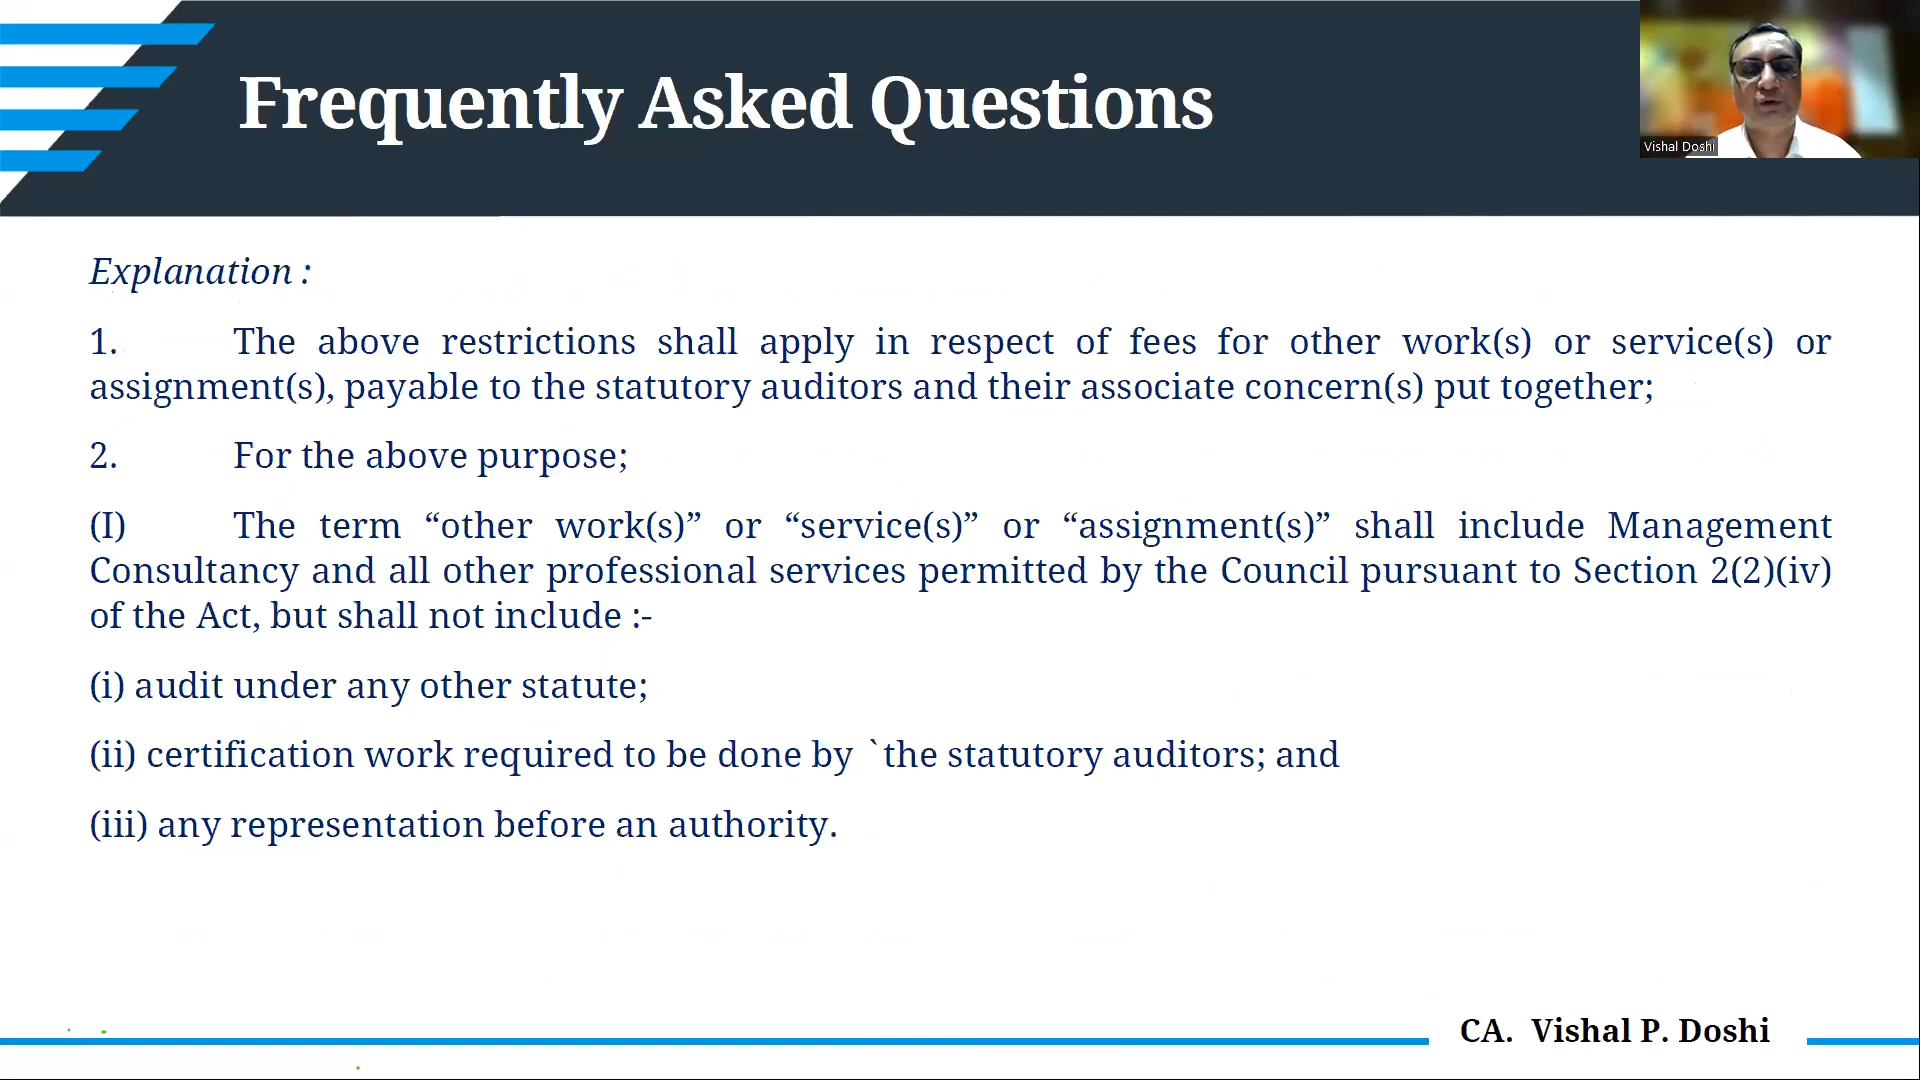 Frequently Asked Questions
Vishal Doshi
Explanation :
1. The above restrictions shall apply in respect of fees for other work(s) or service(s) or
assignment(s), payable to the statutory auditors and their associate concern(s) put together;
2. For the above purpose;
(I) The term “other work(s)” or “service(s)” or “assignment(s)” shall include Management
Consultancy and all other professional services permitted by the Council pursuant to Section 2(2)(iv)
of the Act, but shall not include :-
(i) audit under any other statute;
(ii) certification work required to be done by `the statutory auditors; and
(iii) any representation before an authority.
CA. Vishal P. Doshi